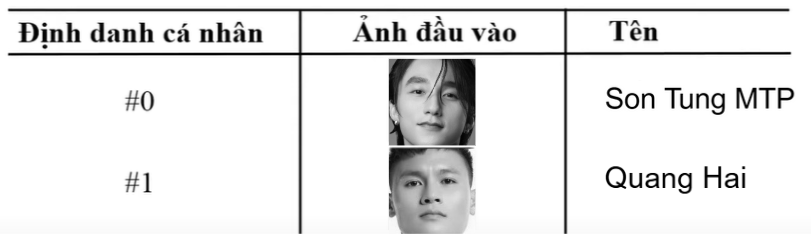 Định danh cá nhân Ảnh đầu vào Tên
#0 Son Tung MTP
#1 Quang Hai